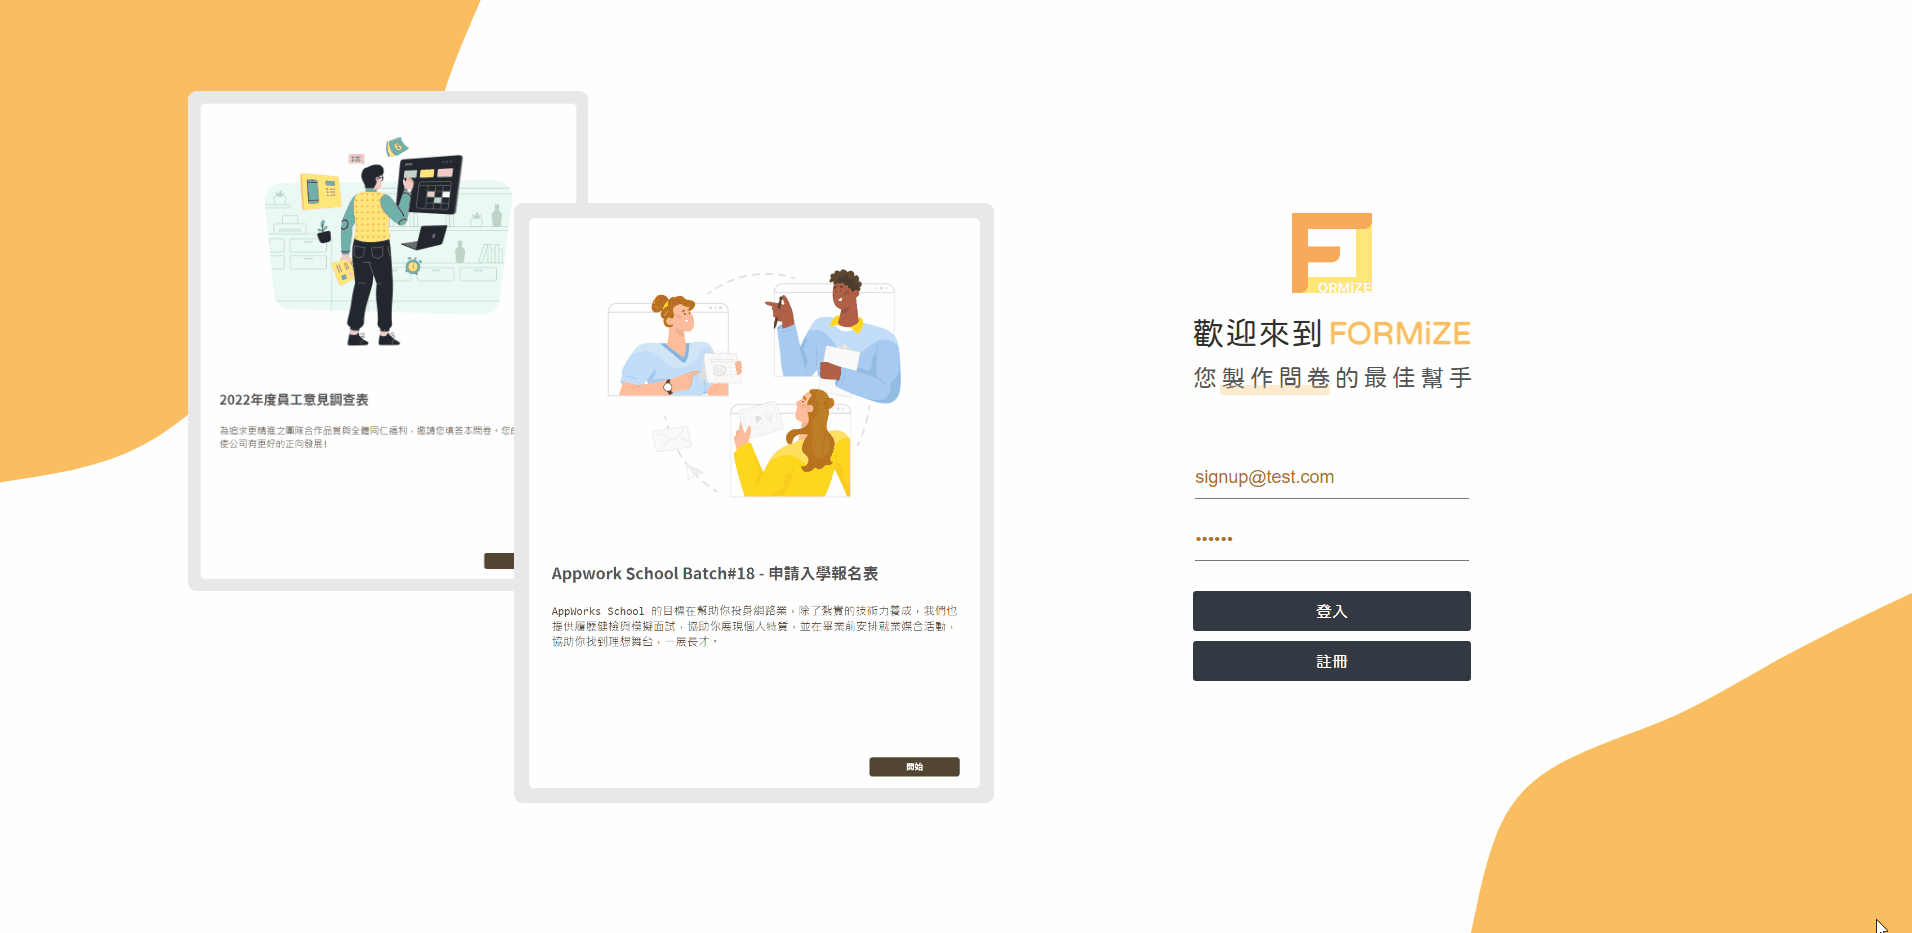 2022年度員工意見調查表
為追求更精進之團隊合作品質與全體同仁福利，邀請您填答本問卷。您的
使公司有更好的正向發展!
Appwork School Batch#18 - 申請入學報名表
AppWorks School 的目標在幫助你投身網路業，除了紮實的技術力養成，我們也
提供履歷健檢與模擬面試，協助你展現個人特質，並在畢業前安排就業媒合活動，
協助你找到理想舞台，一展長才。
開始
ORMiZE
歡迎來到 FORMiZE
您製作問卷的最佳幫手
signup@test.com
••••••
登入
註冊